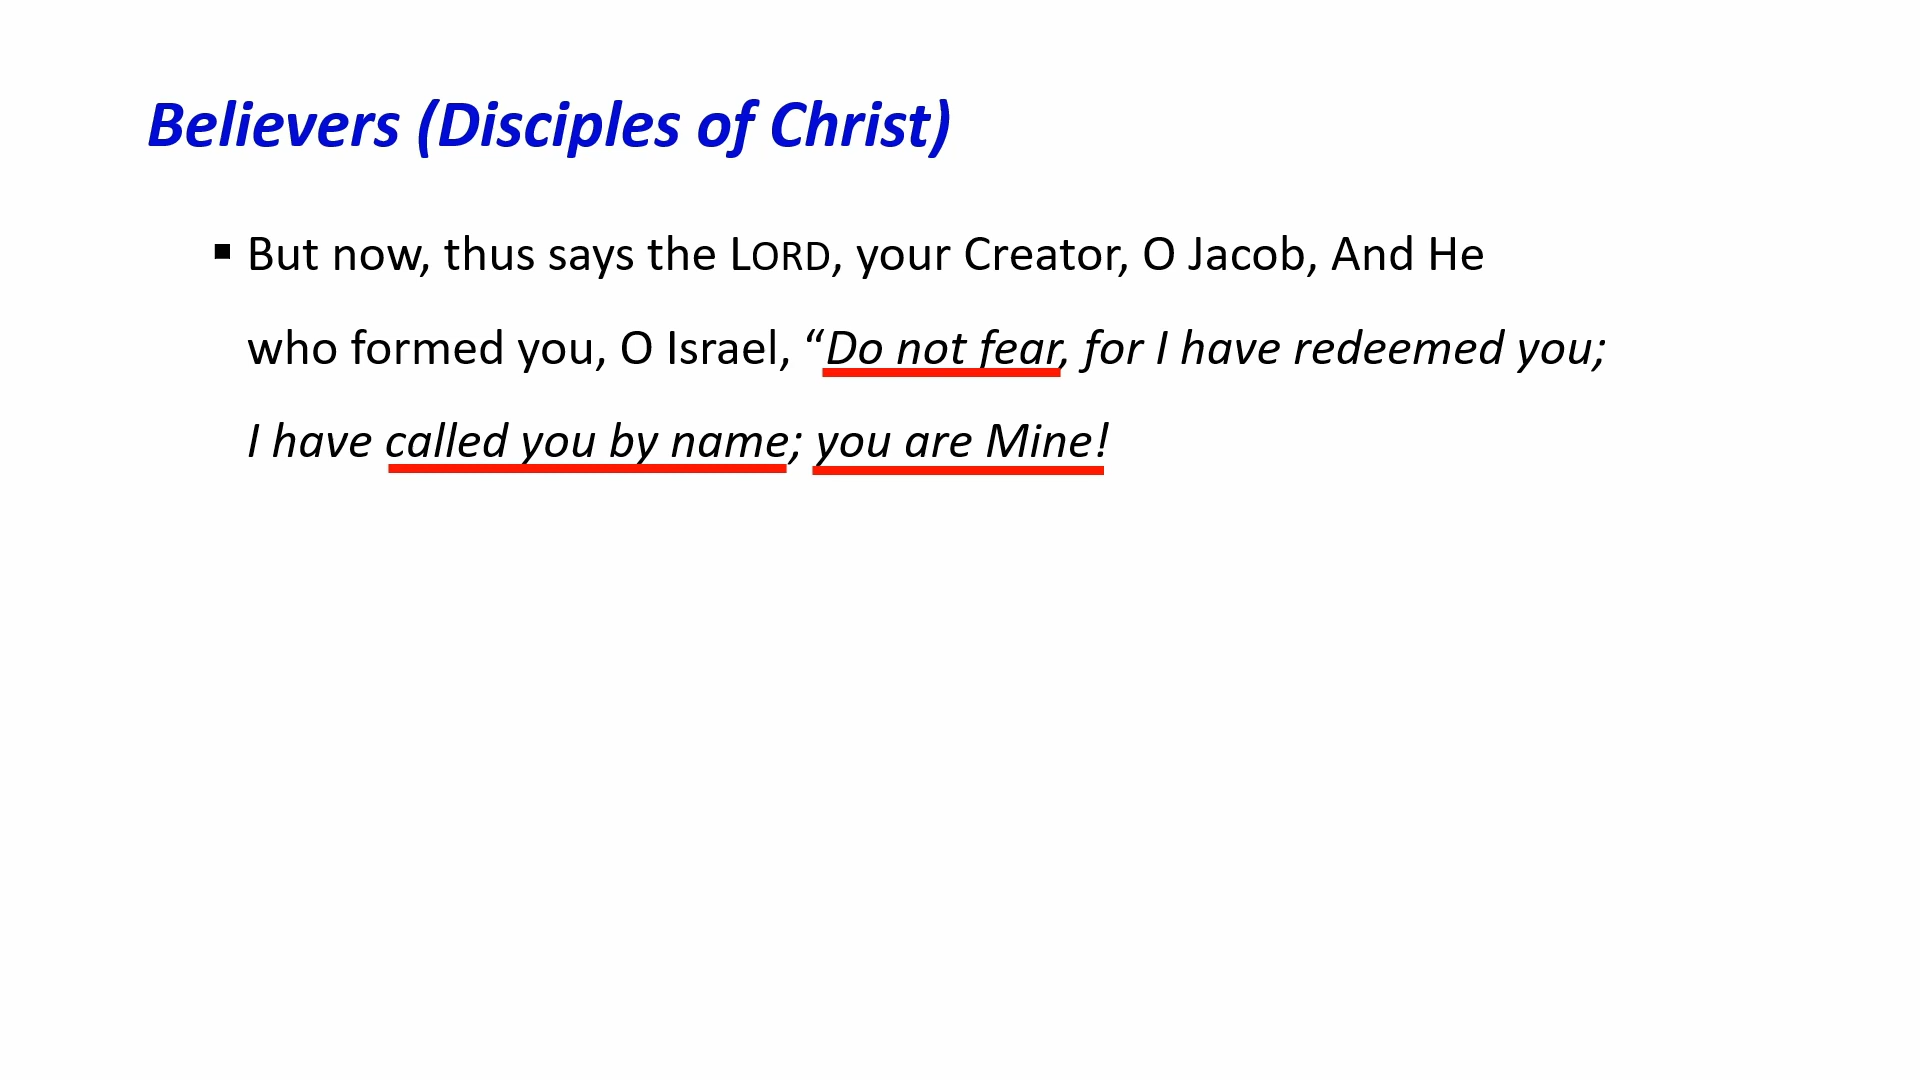 Believers (Disciples of Christ)
▪ But now, thus says the LORD, your Creator, O Jacob, And He
who formed you, O Israel, “Do not fear, for I have redeemed you;
I have called you by name; you are Mine!